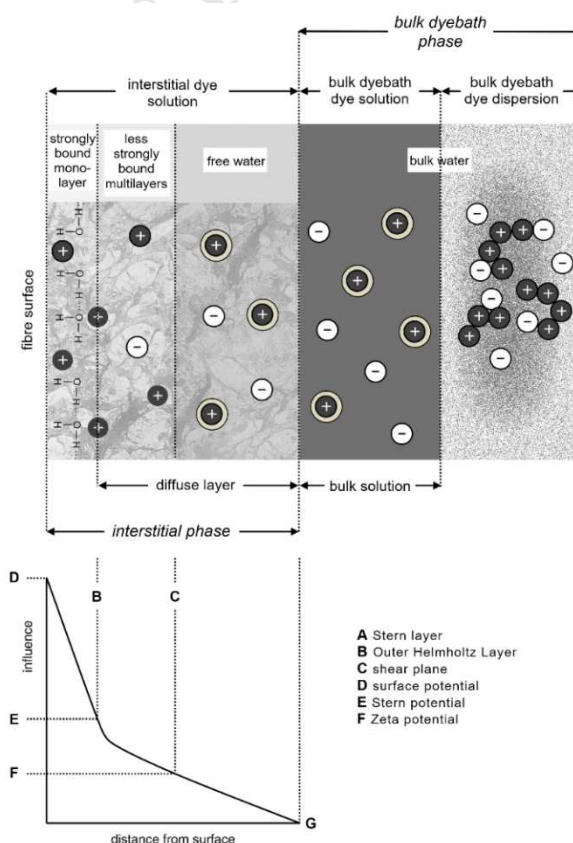 bulk dyebath
phase
interstitial dye
solution
bulk dyebath
dye solution
bulk dyebath
dye dispersion
strongly
bound
mono-
layer
less
strongly
bound
multilayers
free water
bulk water
fibre surface
diffuse layer
bulk solution
interstitial phase
D
B
C
influence
E
F
G
distance from surface
A Stern layer
B Outer Helmholtz Layer
C shear plane
D surface potential
E Stern potential
F Zeta potential